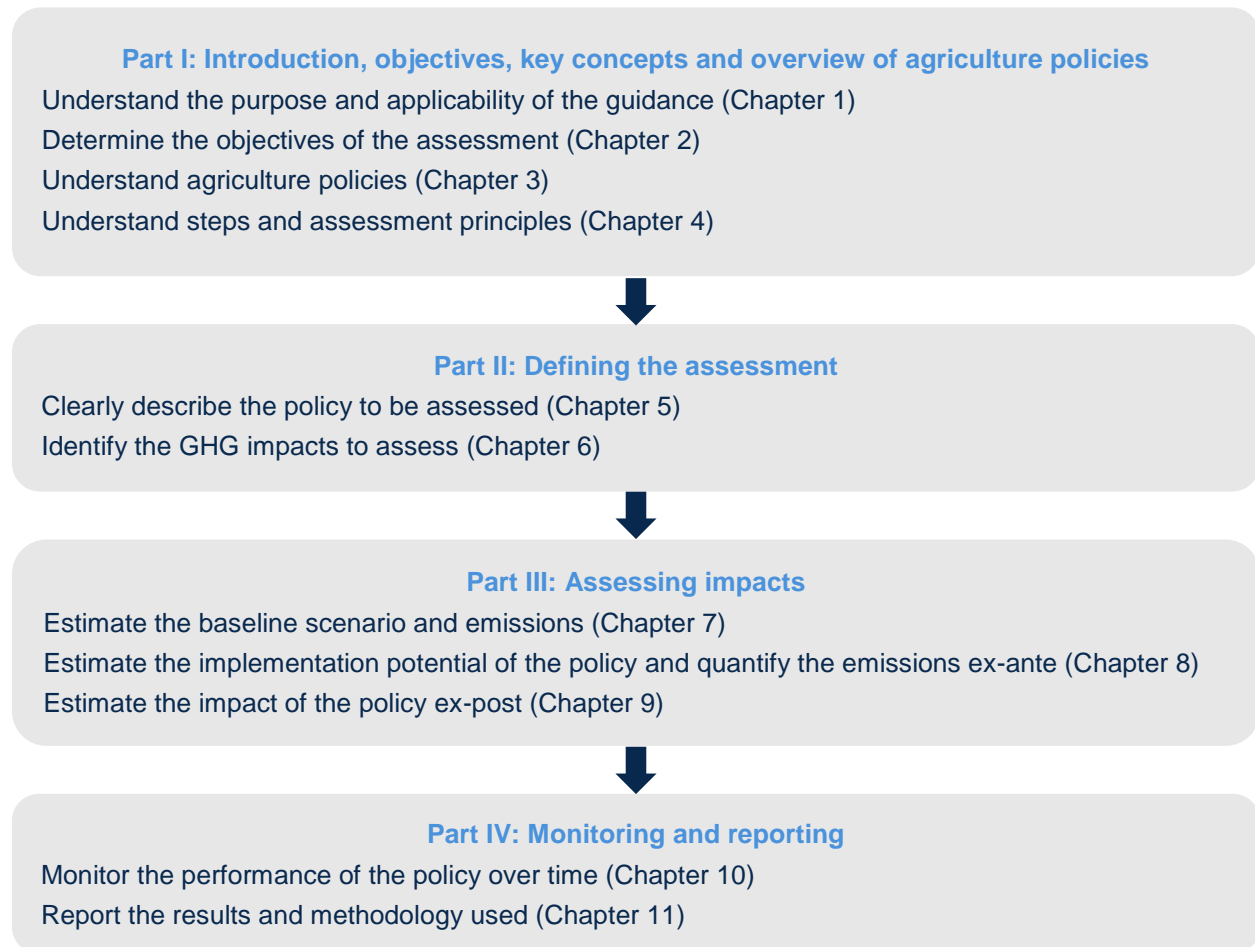 Part I: Introduction, objectives, key concepts and overview of agriculture policies
Understand the purpose and applicability of the guidance (Chapter 1)
Determine the objectives of the assessment (Chapter 2)
Understand agriculture policies (Chapter 3)
Understand steps and assessment principles (Chapter 4)
Part II: Defining the assessment
Clearly describe the policy to be assessed (Chapter 5)
Identify the GHG impacts to assess (Chapter 6)
Part III: Assessing impacts
Estimate the baseline scenario and emissions (Chapter 7)
Estimate the implementation potential of the policy and quantify the emissions ex-ante (Chapter 8)
Estimate the impact of the policy ex-post (Chapter 9)
Part IV: Monitoring and reporting
Monitor the performance of the policy over time (Chapter 10)
Report the results and methodology used (Chapter 11)